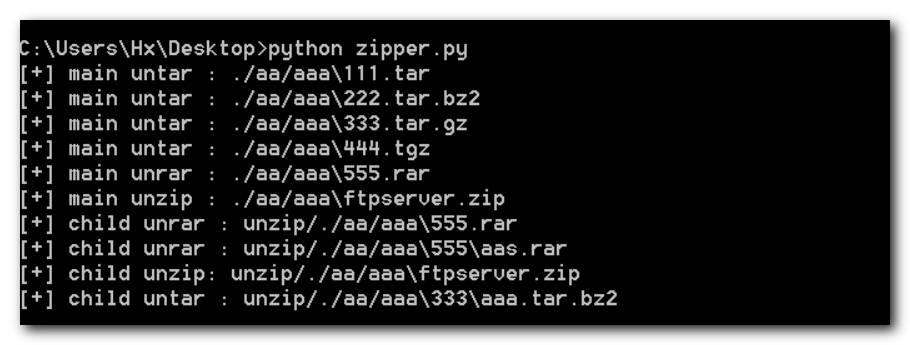 C:\Users\Hx\Desktop>python zipper.py
[+] main untar : ./aa/aaa\111.tar
[+] main untar : ./aa/aaa\222.tar.bz2
[+] main untar : ./aa/aaa\333.tar.gz
[+] main untar : ./aa/aaa\444.tgz
[+] main unrar : ./aa/aaa\555.rar
[+] main unzip : ./aa/aaa\ftpserver.zip
[+] child unrar : unzip/./aa/aaa\555.rar
[+] child unrar : unzip/./aa/aaa\555\aas.rar
[+] child unzip: unzip/./aa/aaa\ftpserver.zip
[+] child untar : unzip/./aa/aaa\333\aaa.tar.bz2